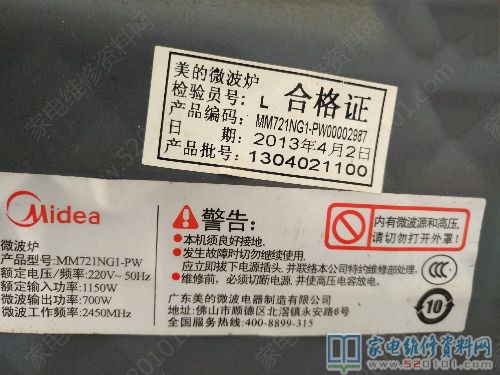 美的微波炉
检验员号: L 合格证
产品编码: MM721NG1-PW00002987
日 期: 2013年4月2日
产品批号: 1304021100
Midea
微波炉
产品型号:MM721NG1-PW
额定电压/频率:220V~ 50Hz
额定输入功率:1150W
微波输出功率:700W
微波工作频率:2450MHz
警告:
●本机须良好接地.
●发生故障时切勿继续使用.
应立即拔下电源插头,并联络本公司特约维修部处理.
●维修前,必须切断电源,并使高压电容放电.
广东美的微波电器制造有限公司
地址:佛山市顺德区北滘镇永安路6号
全国服务热线:400-8899-315
内有微波源和高压,
请切勿打开外罩!
CCC
10
家电维修资料网
www.520101.com